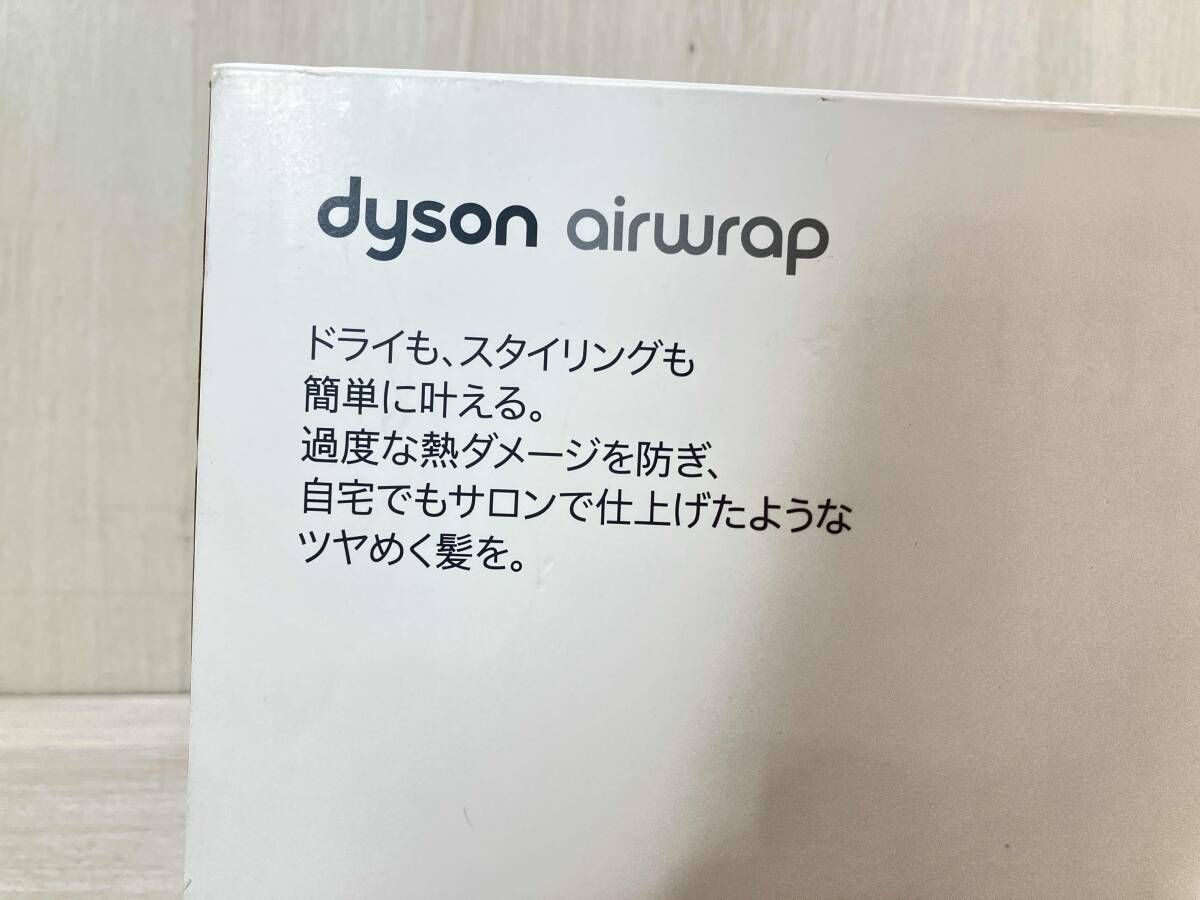 dyson airwrap
ドライも、スタイリングも
簡単に叶える。
過度な熱ダメージを防ぎ、
自宅でもサロンで仕上げたような
ツヤめく髪を。